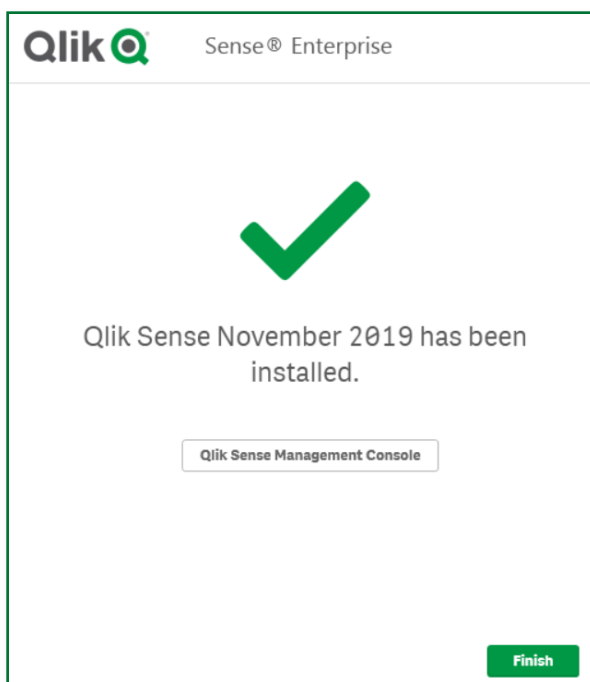 Qlik Sense® Enterprise
Qlik Sense November 2019 has been
installed.
Qlik Sense Management Console
Finish